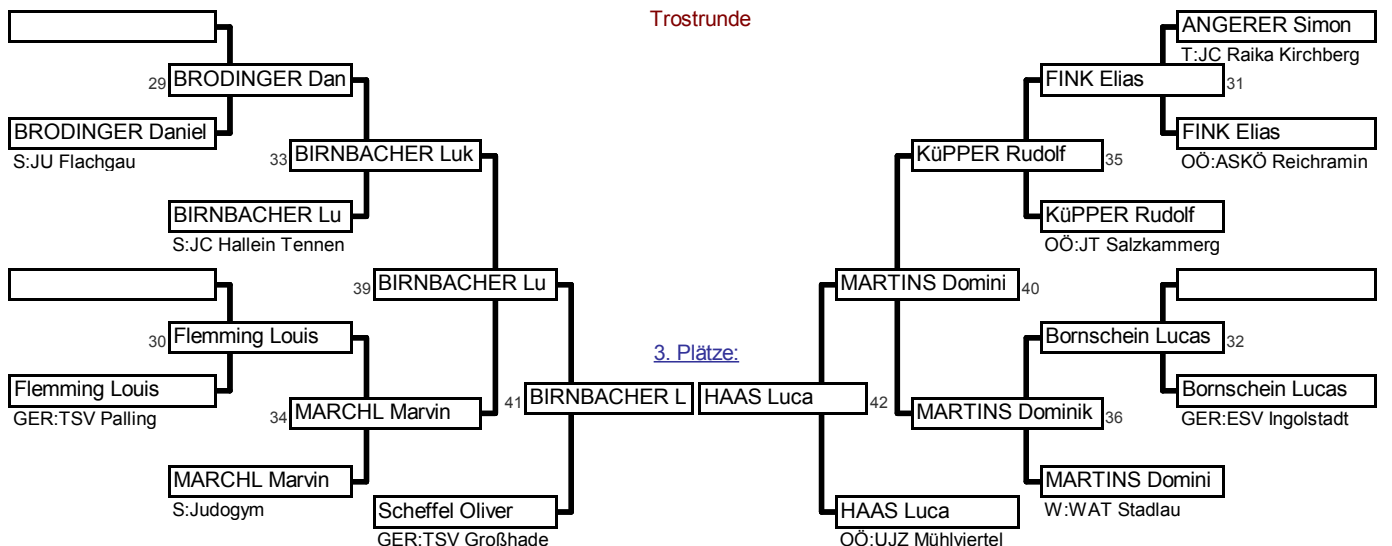 Trostrunde
29 BRODINGER Dan
BRODINGER Daniel
S:JU Flachgau
33 BIRNBACHER Luk
BIRNBACHER Lu
S:JC Hallein Tennen
39 BIRNBACHER Lu
30 Flemming Louis
Flemming Louis
GER:TSV Palling
34 MARCHL Marvin
MARCHL Marvin
S:Judogym
Scheffel Oliver
GER:TSV Großhade
3. Plätze:
41 BIRNBACHER L
HAAS Luca 42
ANGERER Simon
T:JC Raika Kirchberg
FINK Elias 31
FINK Elias
OÖ:ASKÖ Reichramin
KüPPER Rudolf 35
KüPPER Rudolf
OÖ:JT Salzkammerg
MARTINS Domini 40
Bornschein Lucas 32
Bornschein Lucas
GER:ESV Ingolstadt
MARTINS Dominik 36
MARTINS Domini
W:WAT Stadlau
HAAS Luca
OÖ:UJZ Mühlviertel